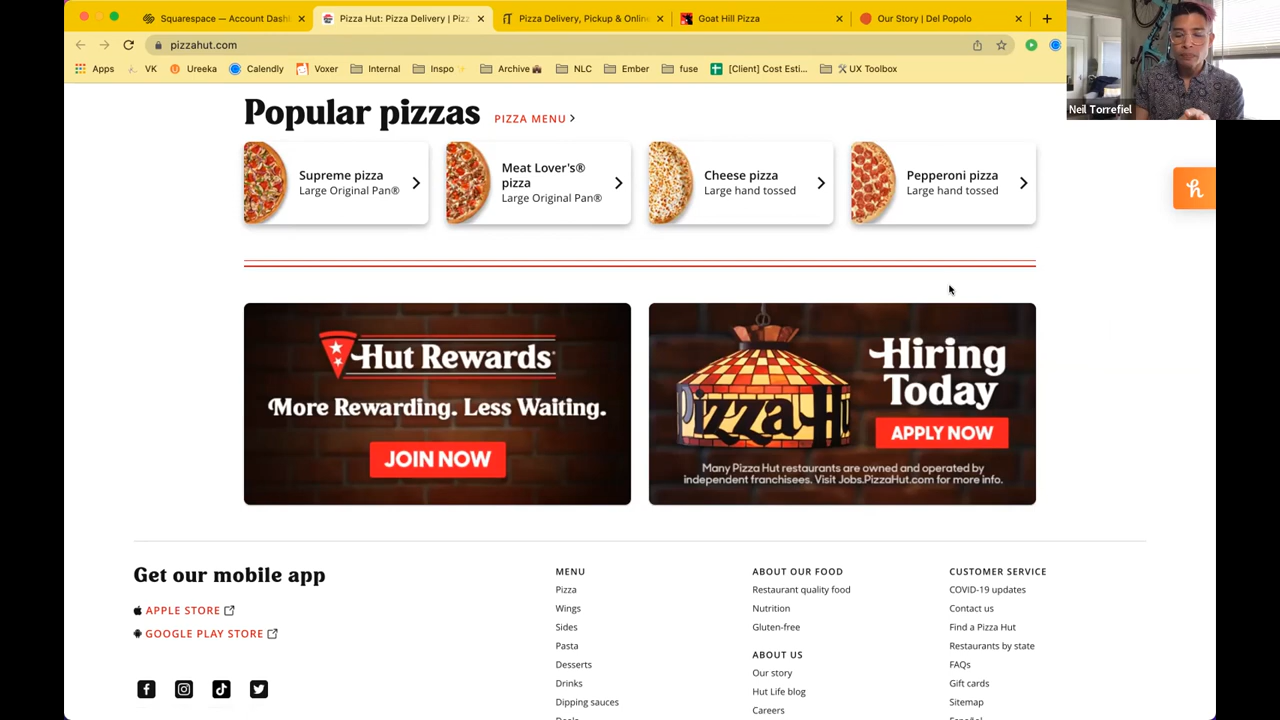 Squarespace — Account Dash
Pizza Hut: Pizza Delivery | Pizz
Pizza Delivery, Pickup & Online
Goat Hill Pizza
Our Story | Del Popolo
pizzahut.com
Apps
VK
Ureeka
Calendly
Voxer
Internal
Inspo
Archive
NLC
Ember
fuse
[Client] Cost Esti...
UX Toolbox
Neil Torrefiel
Popular pizzas
PIZZA MENU
Supreme pizza
Large Original Pan®
Meat Lover's®
pizza
Large Original Pan®
Cheese pizza
Large hand tossed
Pepperoni pizza
Large hand tossed
Hut Rewards®
More Rewarding. Less Waiting.
JOIN NOW
Pizza Hu
Hiring
Today
APPLY NOW
Many Pizza Hut restaurants are owned and operated by
independent franchisees. Visit Jobs.PizzaHut.com for more info.
Get our mobile app
APPLE STORE
GOOGLE PLAY STORE
MENU
Pizza
Wings
Sides
Pasta
Desserts
Drinks
Dipping sauces
ABOUT OUR FOOD
Restaurant quality food
Nutrition
Gluten-free
ABOUT US
Our story
Hut Life blog
Careers
CUSTOMER SERVICE
COVID-19 updates
Contact us
Find a Pizza Hut
Restaurants by state
FAQs
Gift cards
Sitemap